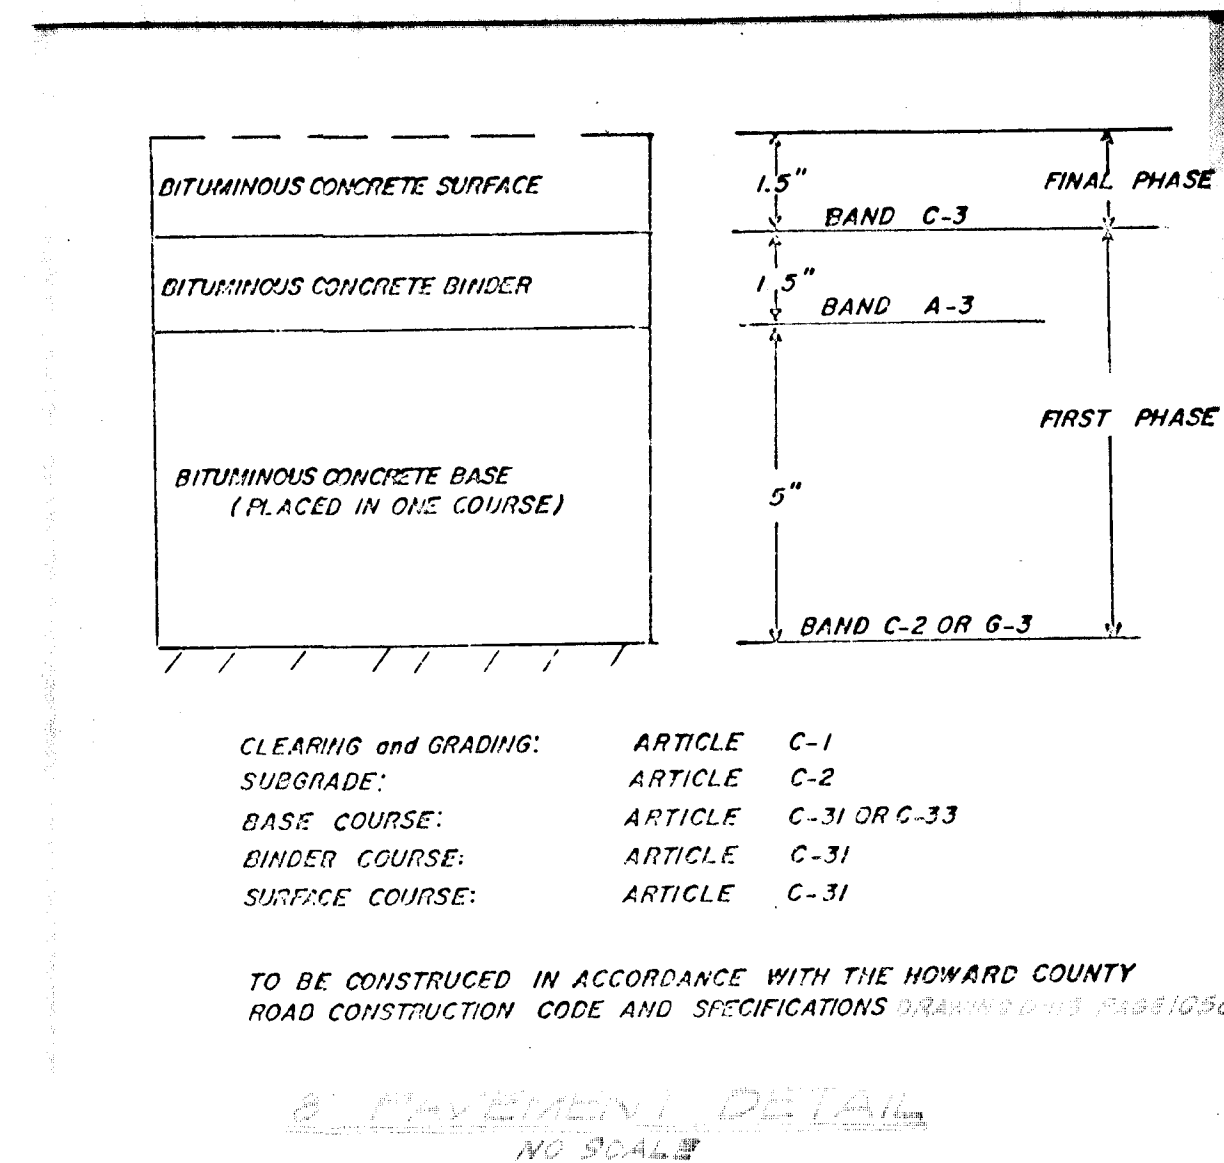 BITUMINOUS CONCRETE SURFACE
1.5"
FINAL PHASE
BAND C-3
BITUMINOUS CONCRETE BINDER
1.5"
BAND A-3
FIRST PHASE
BITUMINOUS CONCRETE BASE
(PLACED IN ONE COURSE)
5"
BAND C-2 OR G-3
CLEARING and GRADING: ARTICLE C-1
SUBGRADE: ARTICLE C-2
BASE COURSE: ARTICLE C-31 OR C-33
BINDER COURSE: ARTICLE C-31
SURFACE COURSE: ARTICLE C-31
TO BE CONSTRUCED IN ACCORDANCE WITH THE HOWARD COUNTY
ROAD CONSTRUCTION CODE AND SPECIFICATIONS
PAVEMENT DETAIL
NO SCALE